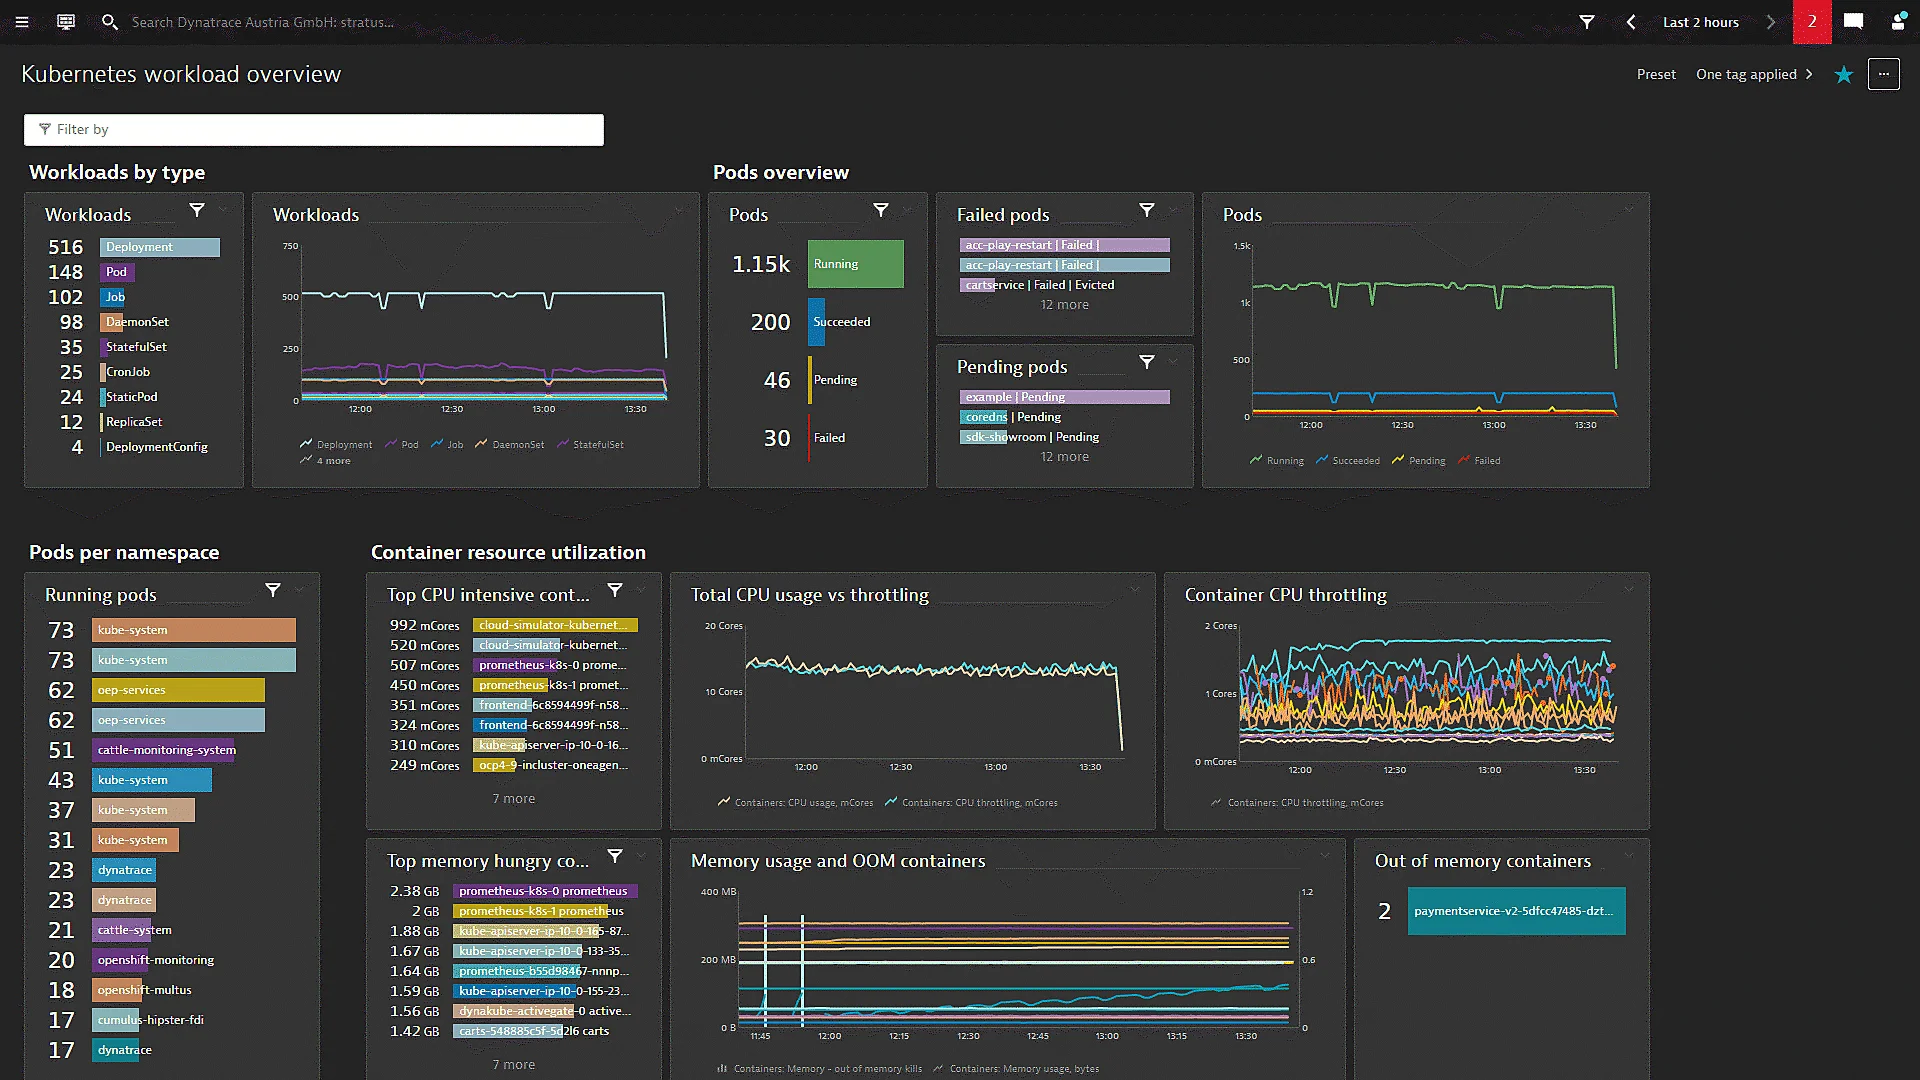 Search Dynatrace Austria GmbH: stratus...
Last 2 hours
2
Kubernetes workload overview
Preset
One tag applied
...
Filter by
Workloads by type
Workloads
516 Deployment
148 Pod
102 Job
98 DaemonSet
35 StatefulSet
25 CronJob
24 StaticPod
12 ReplicaSet
4 DeploymentConfig
Workloads
750
500
250
0
12:00 12:30 13:00 13:30
Deployment Pod Job DaemonSet StatefulSet
4 more
Pods overview
Pods
1.15k Running
200 Succeeded
46 Pending
30 Failed
Failed pods
acc-play-restart | Failed |
acc-play-restart | Failed |
cartservice | Failed | Evicted
12 more
Pending pods
example | Pending
coredns | Pending
sdk-showroom | Pending
12 more
Pods
1.5k
1k
500
0
12:00 12:30 13:00 13:30
Running Succeeded Pending Failed
Pods per namespace
Running pods
73 kube-system
73 kube-system
62 oep-services
62 oep-services
51 cattle-monitoring-system
43 kube-system
37 kube-system
31 kube-system
23 dynatrace
23 dynatrace
21 cattle-system
20 openshift-monitoring
18 openshift-multus
17 cumulus-hipster-fdi
17 dynatrace
Container resource utilization
Top CPU intensive cont...
992 mCores cloud-simulator-kubernet...
520 mCores cloud-simulator-kubernet...
507 mCores prometheus-k8s-0 prome...
450 mCores prometheus-k8s-1 promet...
351 mCores frontend-6c8594499f-n58...
324 mCores frontend-6c8594499f-n58...
310 mCores kube-apiserver-ip-10-0-16...
249 mCores ocp4-9-incluster-oneagen...
7 more
Total CPU usage vs throttling
20 Cores
10 Cores
0 mCores
12:00 12:30 13:00 13:30
Containers: CPU usage, mCores Containers: CPU throttling, mCores
Container CPU throttling
2 Cores
1 Cores
0 mCores
12:00 12:30 13:00 13:30
Containers: CPU throttling, mCores
Top memory hungry co...
2.38 GB prometheus-k8s-0 prometheus
2 GB prometheus-k8s-1 prometheus
1.88 GB kube-apiserver-ip-10-0-165-87...
1.67 GB kube-apiserver-ip-10-0-133-35...
1.64 GB prometheus-b55d98467-nnnp...
1.59 GB kube-apiserver-ip-10-0-155-23...
1.56 GB dynakube-activegate-0 active...
1.42 GB carts-548885c5f-5d2l6 carts
7 more
Memory usage and OOM containers
400 MB 1.2
200 MB 0.6
0 B 0
11:45 12:00 12:15 12:30 12:45 13:00 13:15 13:30
Containers: Memory - out of memory kills Containers: Memory usage, bytes
Out of memory containers
2 paymentservice-v2-5dfcc47485-dzt...